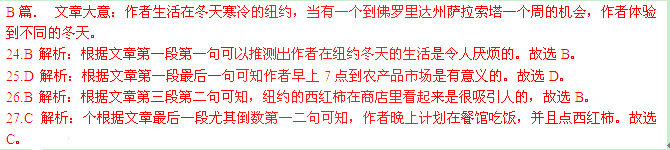 B 篇.  文章大意：作者生活在冬天寒冷的纽约，当有一个到佛罗里达州萨拉索塔一个周的机会，作者体验
到不同的冬天。
24.B 解析：根据文章第一段第一句可以推测出作者在纽约冬天的生活是令人厌烦的。故选 B。
25.D 解析：根据文章第一段最后一句可知作者早上 7 点到农产品市场是有意义的。故选 D。
26.B 解析：根据文章第三段第二句可知，纽约的西红柿在商店里看起来是很吸引人的，故选 B。
27.C  解析：个根据文章最后一段尤其倒数第一二句可知，作者晚上计划在餐馆吃饭，并且点西红柿。故选
C。